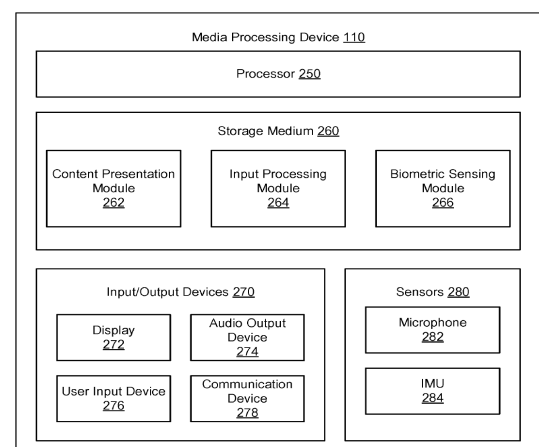 Media Processing Device 110
Processor 250
Storage Medium 260
Content Presentation
Module
262
Input Processing
Module
264
Biometric Sensing
Module
266
Input/Output Devices 270
Display
272
Audio Output
Device
274
User Input Device
276
Communication
Device
278
Sensors 280
Microphone
282
IMU
284